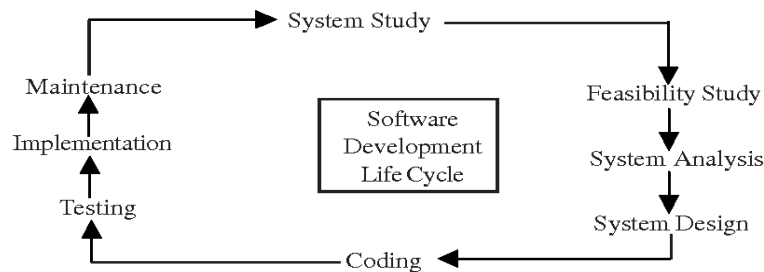 System Study
Feasibility Study
System Analysis
System Design
Coding
Testing
Implementation
Maintenance
Software
Development
Life Cycle